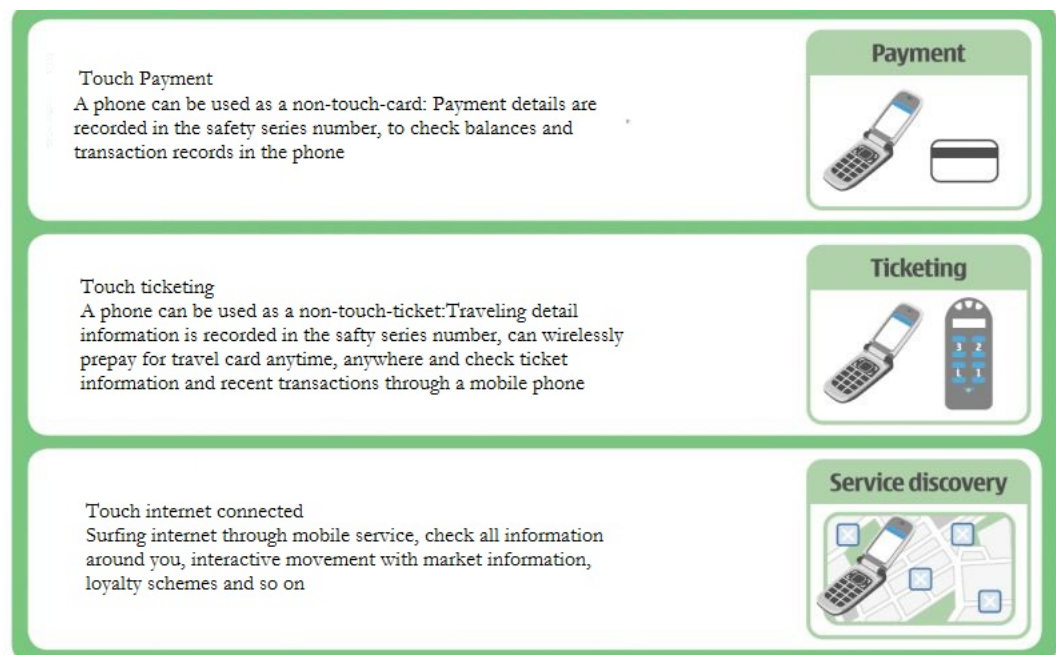 Payment
Touch Payment
A phone can be used as a non-touch-card: Payment details are
recorded in the safety series number, to check balances and
transaction records in the phone
Ticketing
Touch ticketing
A phone can be used as a non-touch-ticket:Traveling detail
information is recorded in the safty series number, can wirelessly
prepay for travel card anytime, anywhere and check ticket
information and recent transactions through a mobile phone
3 2
L 1
Service discovery
Touch internet connected
Surfing internet through mobile service, check all information
around you, interactive movement with market information,
loyalty schemes and so on